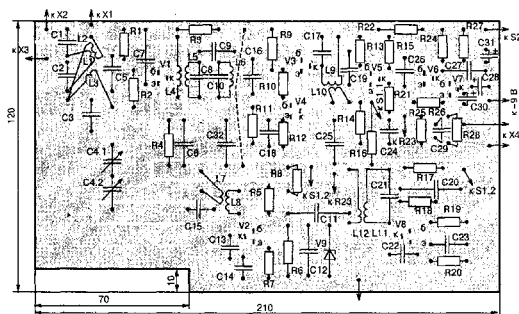 к X2 к X1
к X3
C1
L2
C2
L3
C3
C5
R1
C7
R2
V1
L4
R3
L5
C9
C8
C10
L6
C16
R9
V3
R10
V4
R11
R12
C18
C17
L9
L10
C19
R13
R15
R22
C26
V5
R21
R14
R16
C25
C24
R23
R24
R27
к S2
C31
C27
V6
V7
C28
C30
к -9 В
R25
R26
C29
R28
к X4
C4.1
C4.2
R4
C6
C32
L7
L8
C15
R8
R5
к S1,2
к R23
C11
V2
C13
C14
R7
R6
V9
C12
L12 L11
C21
R17
C20
R18
к S1,2
V8
C22
R19
C23
R20
120
10
70
210